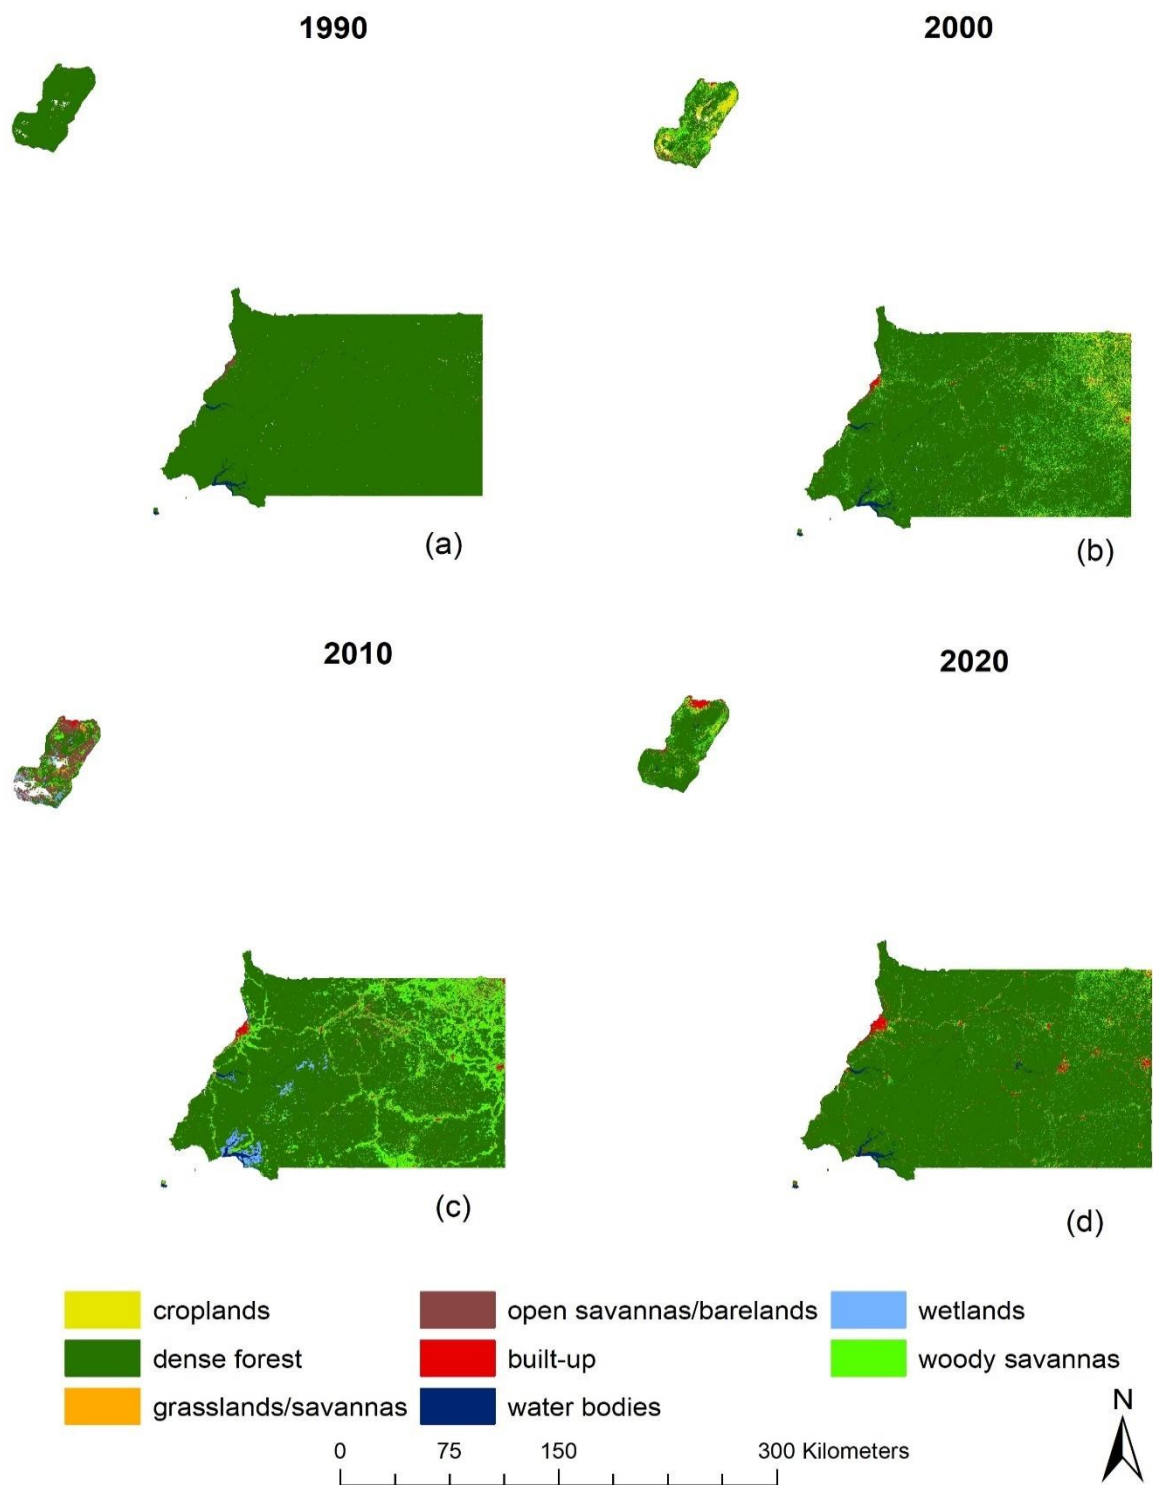 1990
2000
(a)
(b)
2010
2020
(c)
(d)
croplands
open savannas/barelands
wetlands
dense forest
built-up
woody savannas
grasslands/savannas
water bodies
N
0 75 150 300 Kilometers